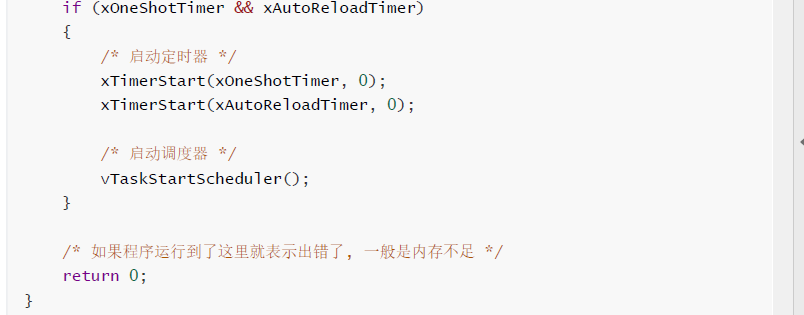 if (xOneShotTimer && xAutoReloadTimer)
{
/* 启动定时器 */
xTimerStart(xOneShotTimer, 0);
xTimerStart(xAutoReloadTimer, 0);
/* 启动调度器 */
vTaskStartScheduler();
}
/* 如果程序运行到了这里就表示出错了, 一般是内存不足 */
return 0;
}